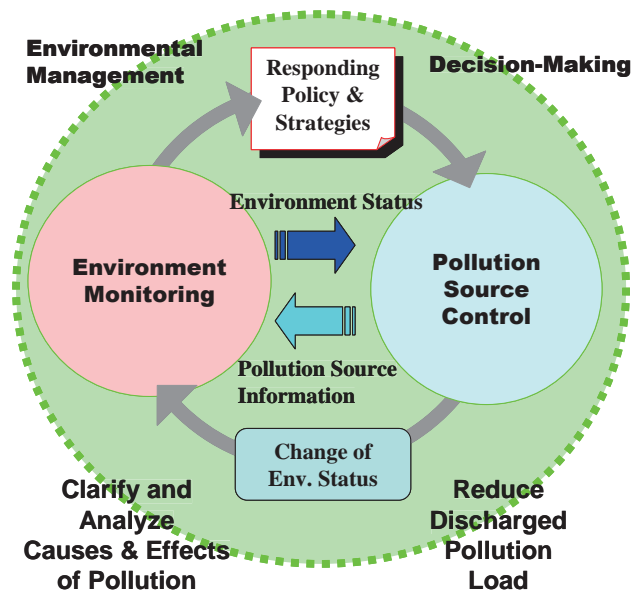 Environmental
Management
Responding
Policy &
Strategies
Decision-Making
Environment Status
Environment
Monitoring
Pollution
Source
Control
Pollution Source
Information
Change of
Env. Status
Clarify and
Analyze
Causes & Effects
of Pollution
Reduce
Discharged
Pollution
Load